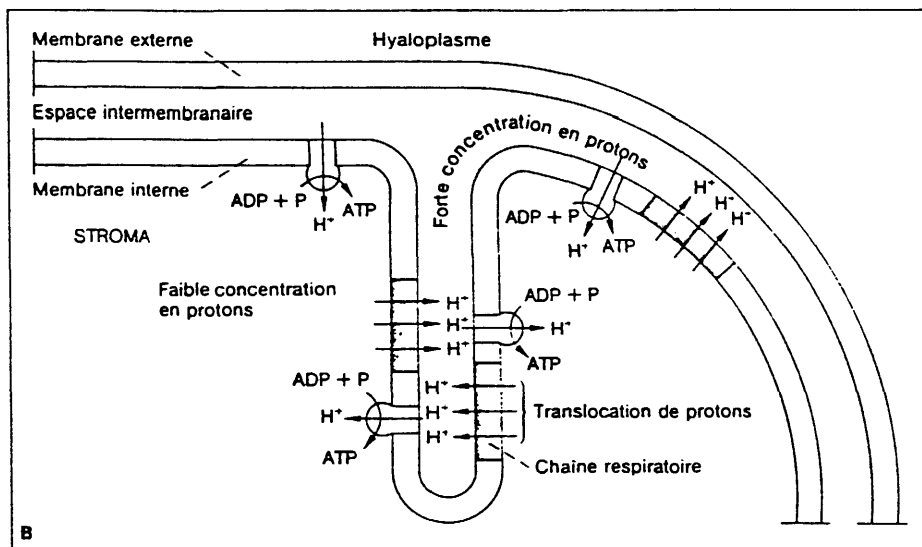 Membrane externe
Hyaloplasme
Espace intermembranaire
Forte concentration en protons
Membrane interne
ADP + P
ATP
H⁺
STROMA
ADP + P
ATP
H⁺
H⁺
H⁻
H⁻
Faible concentration
en protons
H⁺
H⁺
H⁺
ADP + P
H⁺
ATP
ADP + P
H⁺
ATP
H⁺
H⁺
H⁺
Translocation de protons
Chaîne respiratoire
B